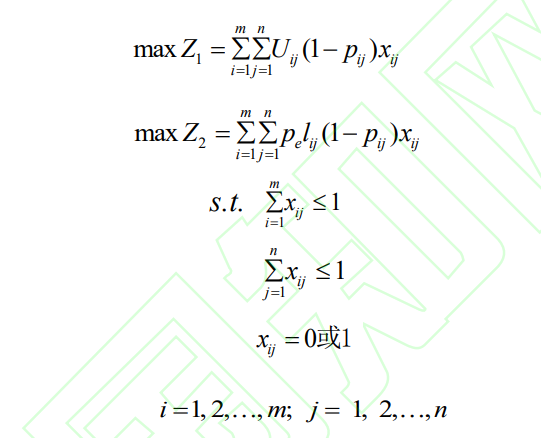 max Z₁ = ∑_{i=1}^{m} ∑_{j=1}^{n} U_{ij} (1 − p_{ij}) x_{ij}
max Z₂ = ∑_{i=1}^{m} ∑_{j=1}^{n} p_e l_{ij} (1 − p_{ij}) x_{ij}
s.t. ∑_{i=1}^{m} x_{ij} ≤ 1
∑_{j=1}^{n} x_{ij} ≤ 1
x_{ij} = 0或1
i = 1, 2, …, m; j = 1, 2, …, n